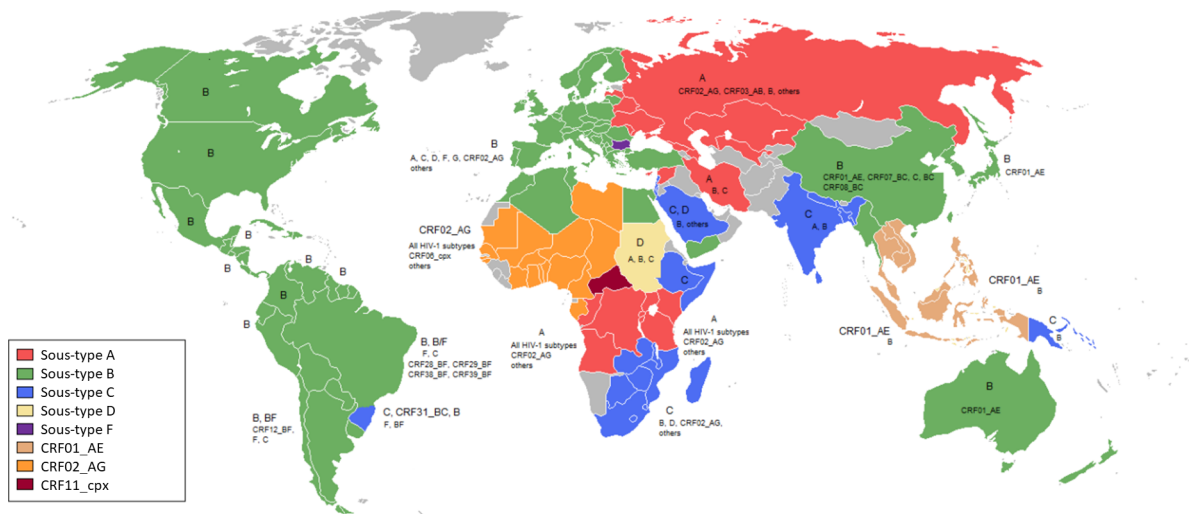 B
B
B
B
B
B
B
B
B
B, B/F
F, C
CRF28_BF, CRF29_BF
CRF38_BF, CRF39_BF
B, BF
CRF12_BF,
F, C
C, CRF31_BC, B
F, BF
B
A, C, D, F, G, CRF02_AG
others
A
CRF02_AG, CRF03_AB, B, others
CRF02_AG
All HIV-1 subtypes
CRF06_cpx
others
D
A, B, C
C, D
B, others
A
B, C
C
A
All HIV-1 subtypes
CRF02_AG
others
A
All HIV-1 subtypes
CRF02_AG
others
C
B, D, CRF02_AG,
others
B
CRF01_AE, CRF07_BC, C, BC
CRF08_BC
B
CRF01_AE
C
A, B
CRF01_AE
B
CRF01_AE
B
C
B
B
CRF01_AE
Sous-type A
Sous-type B
Sous-type C
Sous-type D
Sous-type F
CRF01_AE
CRF02_AG
CRF11_cpx